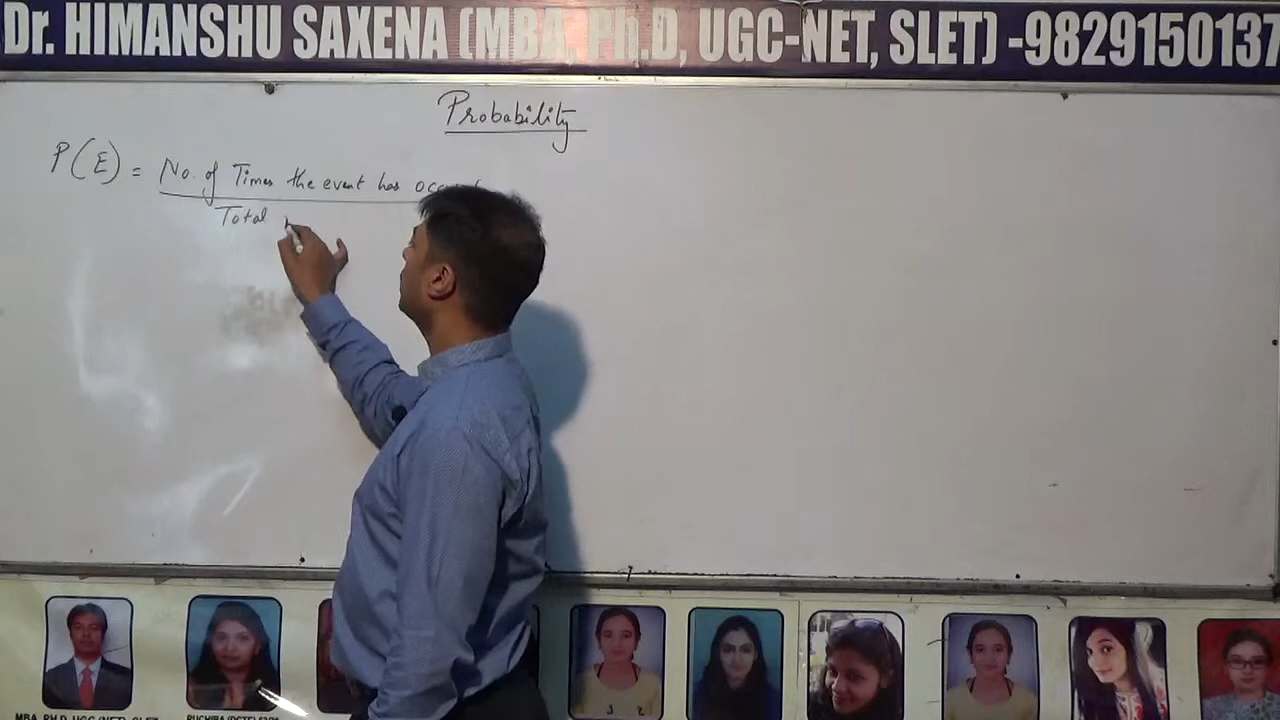 Dr. HIMANSHU SAXENA (MBA, Ph.D, UGC-NET, SLET) -9829150137
Probability
P(E) = No. of Times the event has
Total